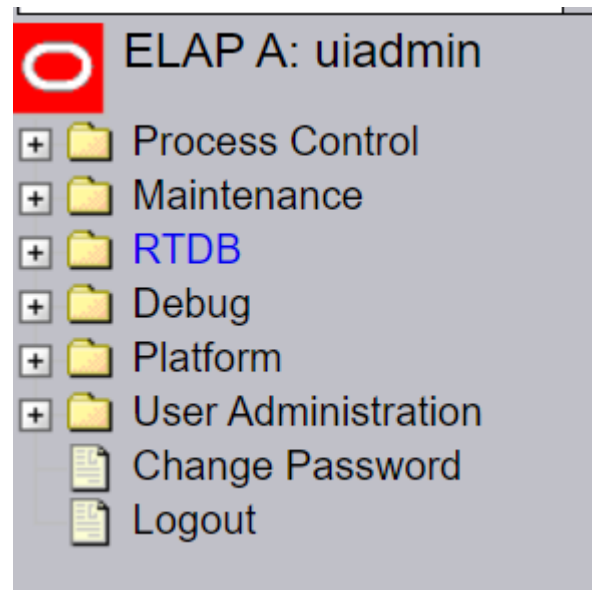 ELAP A: uiadmin
Process Control
Maintenance
RTDB
Debug
Platform
User Administration
Change Password
Logout